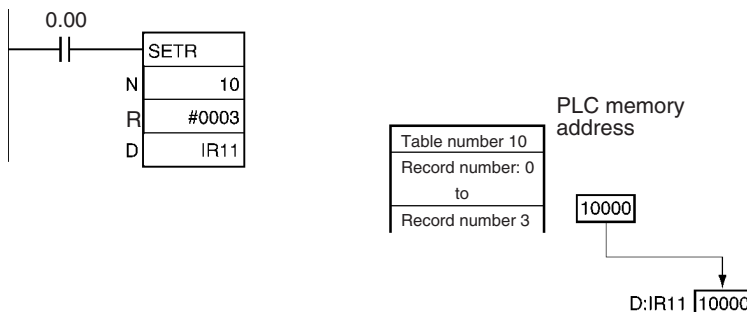 0.00
SETR
N 10
R #0003
D IR11
PLC memory
address
Table number 10
Record number: 0
to
Record number 3
10000
D:IR11 10000